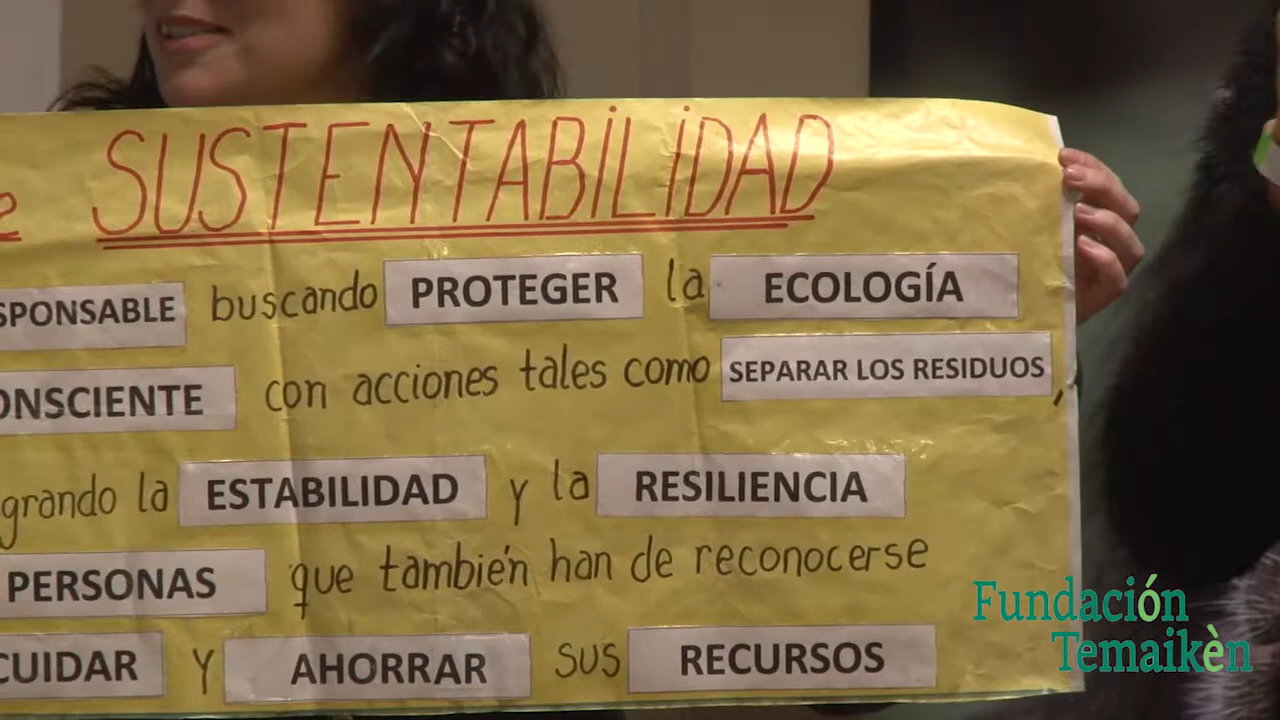 e SUSTENTABILIDAD
SPONSABLE buscando PROTEGER la ECOLOGÍA
ONSCIENTE con acciones tales como SEPARAR LOS RESIDUOS,
grando la ESTABILIDAD y la RESILIENCIA
PERSONAS que también han de reconocerse
CUIDAR Y AHORRAR sus RECURSOS
Fundación
Temaikèn